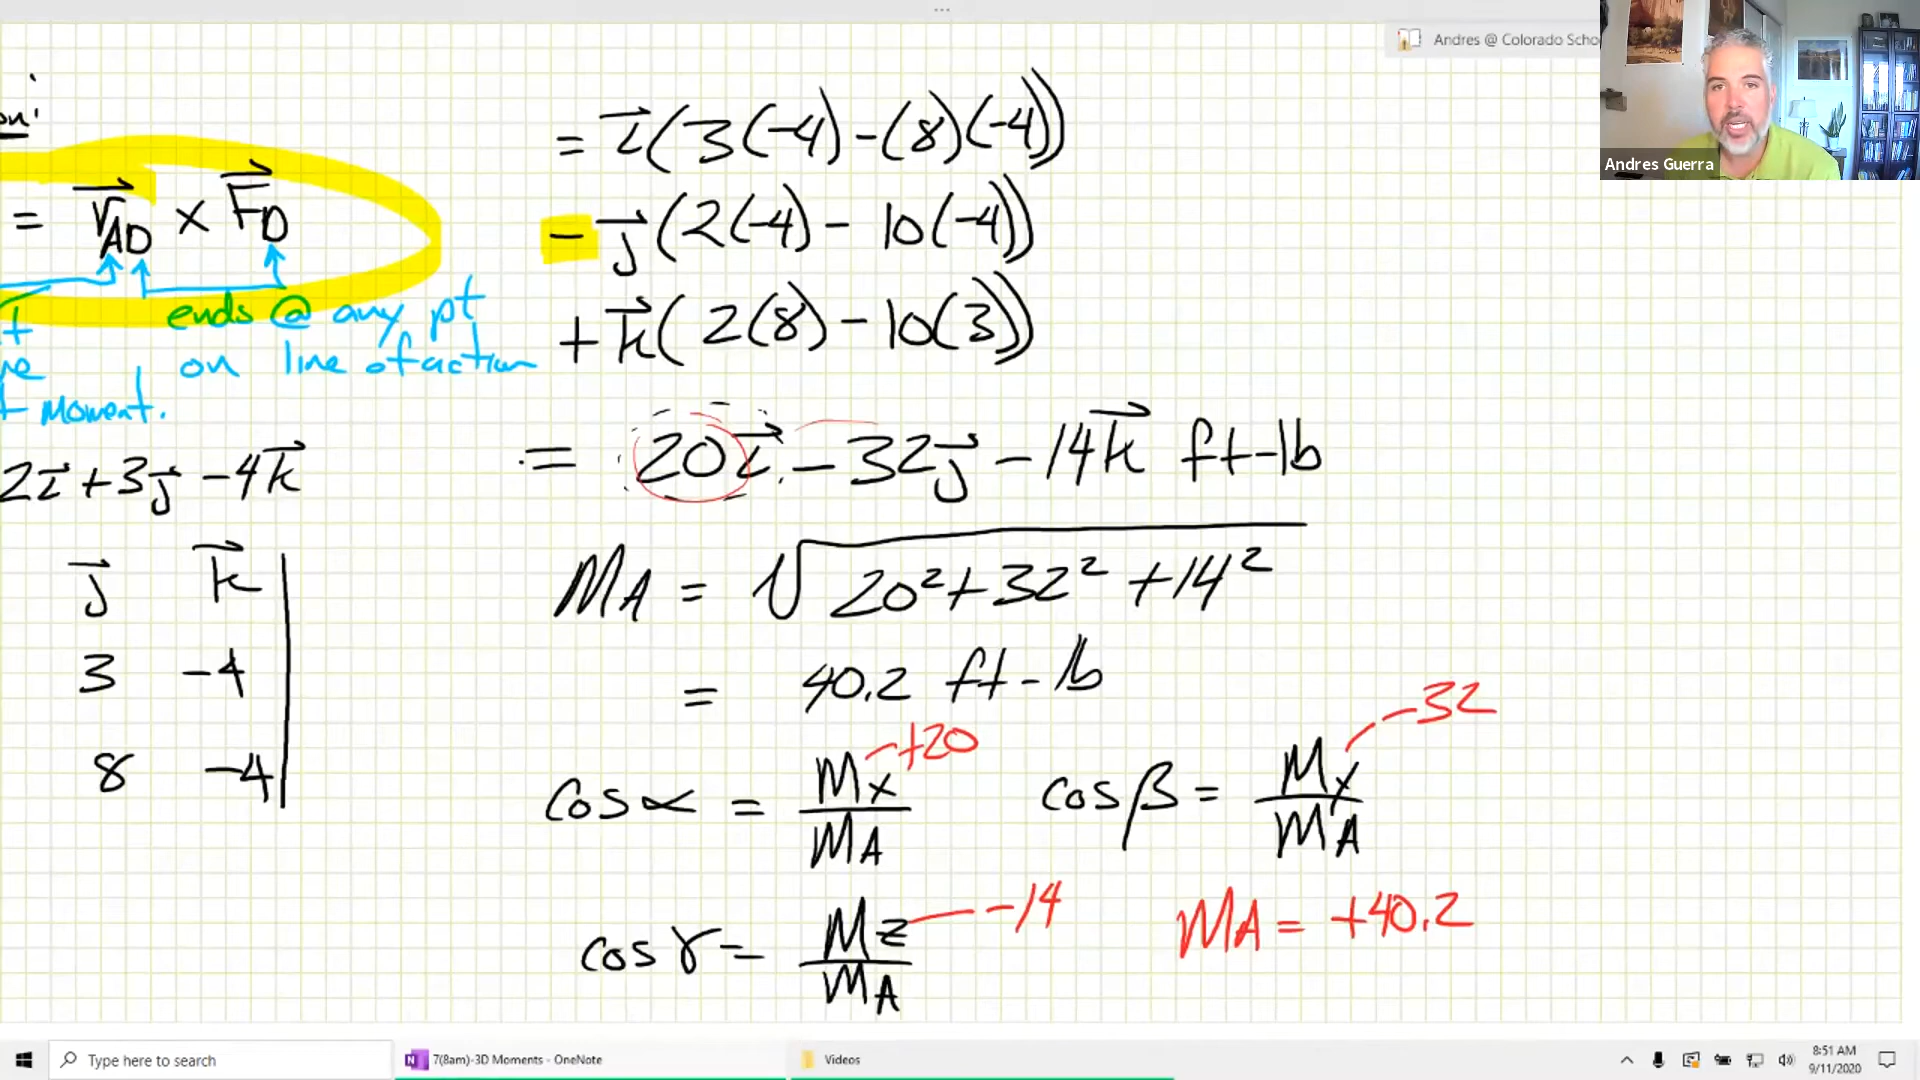 Andres @ Colorado Scho
Andres Guerra
on:
= r⃗AD × F⃗D
ends @ any pt
on line of action
t moment.
2i⃗ + 3j⃗ - 4k⃗
j⃗ k⃗
3 -4
8 -4
= i⃗(3(-4) - (8)(-4))
- j⃗(2(-4) - 10(-4))
+ k⃗(2(8) - 10(3))
= 20i⃗ - 32j⃗ - 14k⃗ ft-lb
MA = √(20² + 32² + 14²)
= 40.2 ft-lb
cos α = Mx/MA +20 cos β = My/MA -32
cos γ = Mz/MA -14 MA = +40.2
Type here to search
7(8am)-3D Moments - OneNote
Videos
8:51 AM
9/11/2020